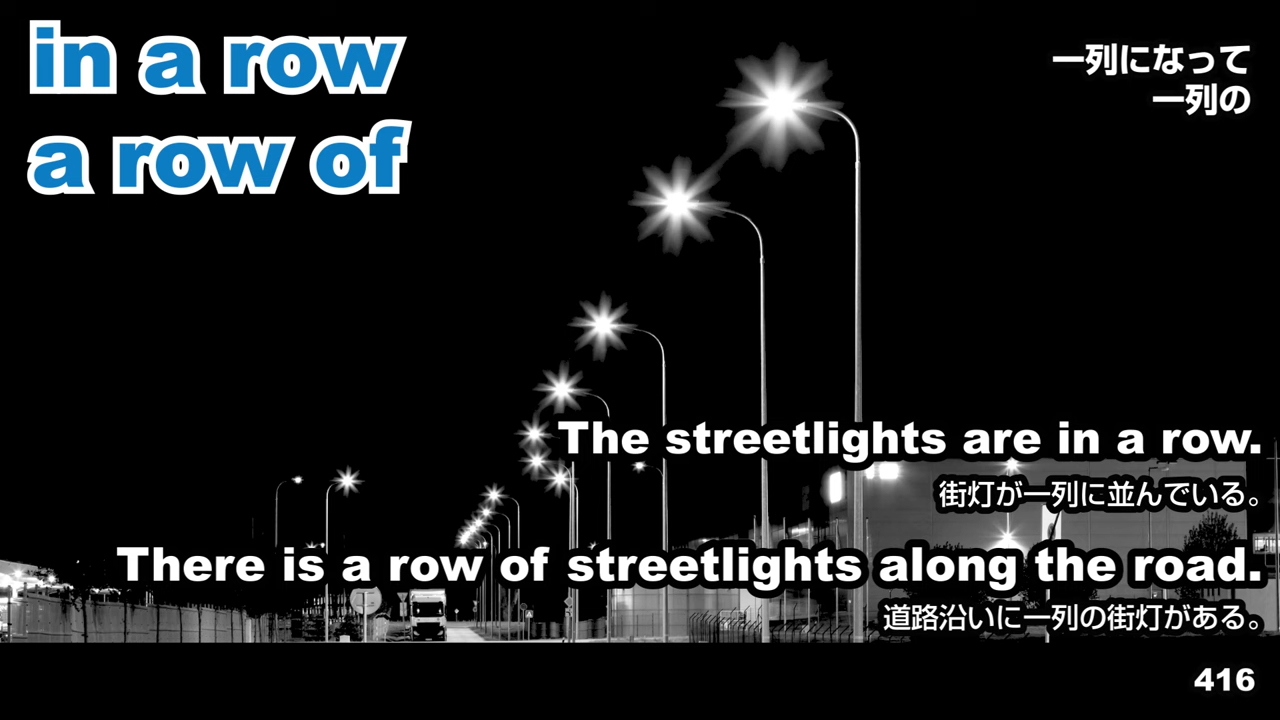 in a row
a row of
一列になって
一列の
The streetlights are in a row.
街灯が一列に並んでいる。
There is a row of streetlights along the road.
道路沿いに一列の街灯がある。
416